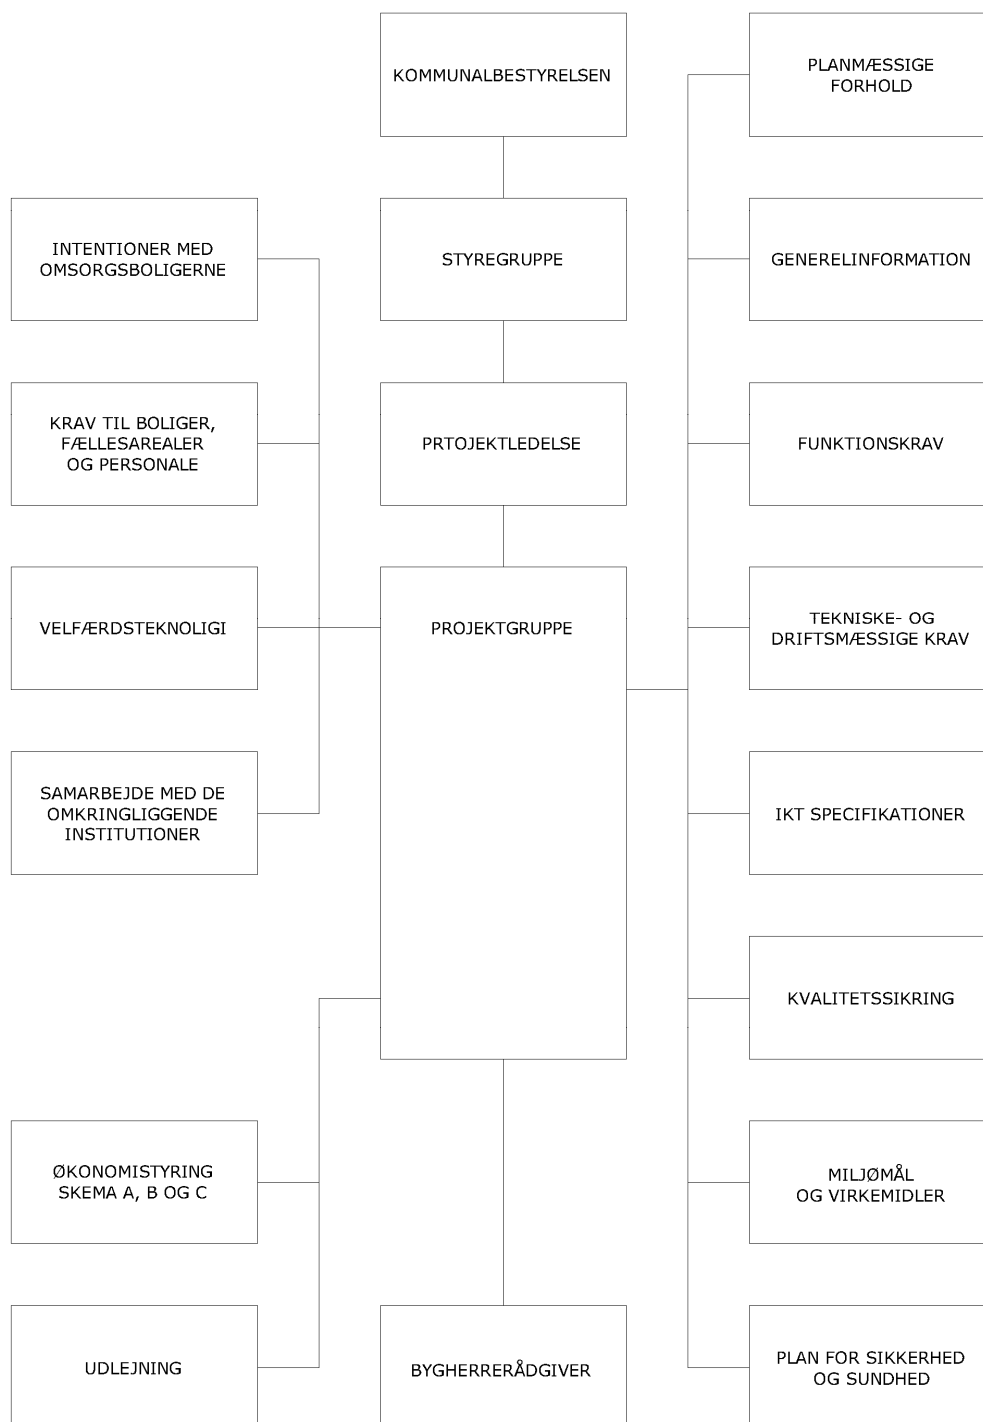 KOMMUNALBESTYRELSEN
PLANMÆSSIGE
FORHOLD
INTENTIONER MED
OMSORGSBOLIGERNE
STYREGRUPPE
GENERELINFORMATION
KRAV TIL BOLIGER,
FÆLLESAREALER
OG PERSONALE
PRTOJEKTLEDELSE
FUNKTIONSKRAV
VELFÆRDSTEKNOLIGI
PROJEKTGRUPPE
TEKNISKE- OG
DRIFTSMÆSSIGE KRAV
SAMARBEJDE MED DE
OMKRINGLIGGENDE
INSTITUTIONER
IKT SPECIFIKATIONER
KVALITETSSIKRING
ØKONOMISTYRING
SKEMA A, B OG C
MILJØMÅL
OG VIRKEMIDLER
UDLEJNING
BYGHERRERÅDGIVER
PLAN FOR SIKKERHED
OG SUNDHED